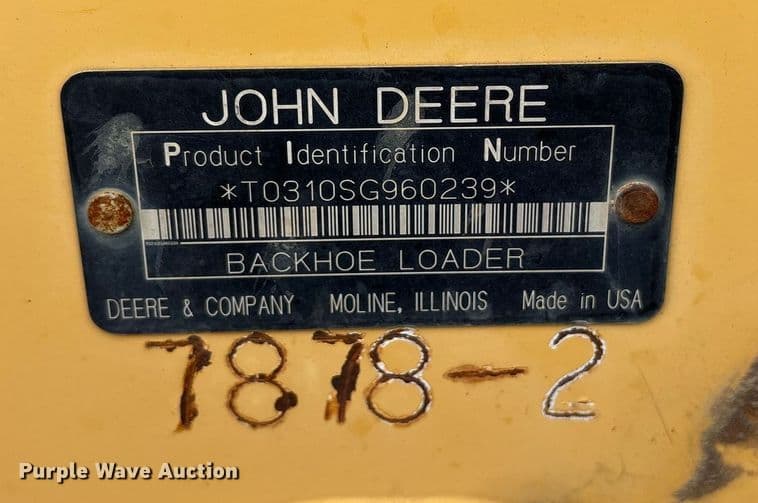 JOHN DEERE
Product Identification Number
*T0310SG960239*
BACKHOE LOADER
DEERE & COMPANY MOLINE, ILLINOIS Made in USA
7878-2
Purple Wave Auction